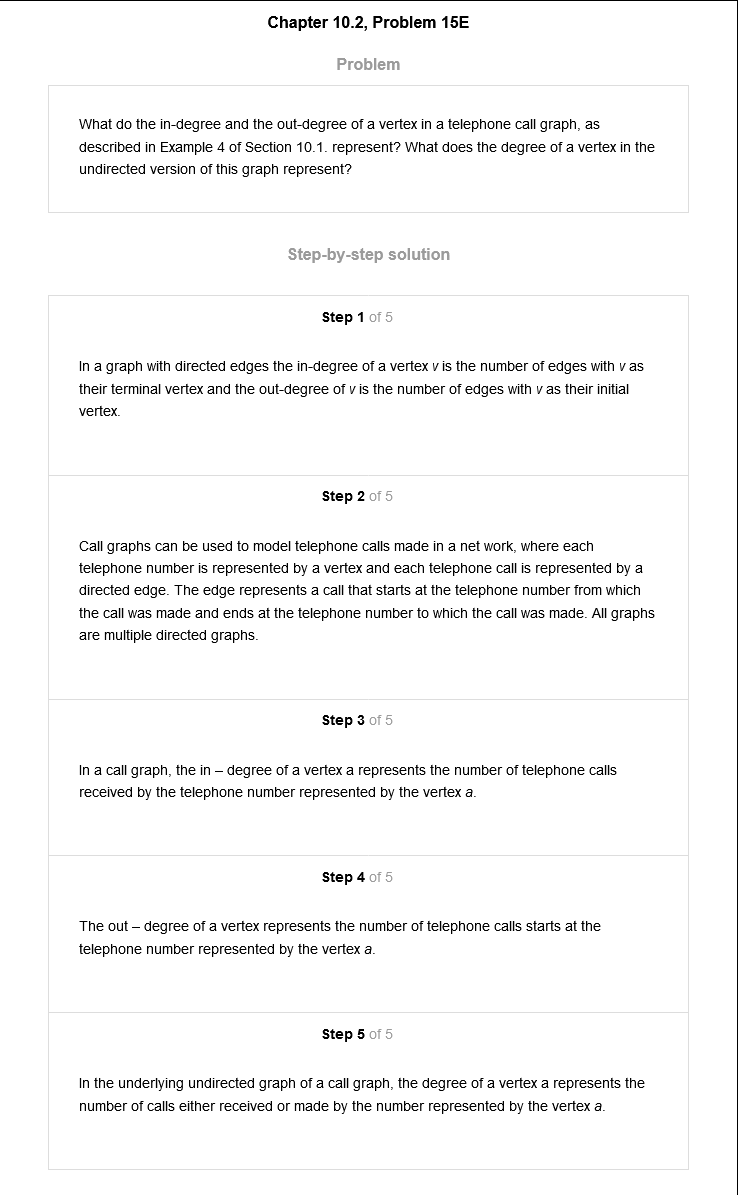 Chapter 10.2, Problem 15E
Problem
What do the in-degree and the out-degree of a vertex in a telephone call graph, as
described in Example 4 of Section 10.1. represent? What does the degree of a vertex in the
undirected version of this graph represent?
Step-by-step solution
Step 1 of 5
In a graph with directed edges the in-degree of a vertex v is the number of edges with v as
their terminal vertex and the out-degree of v is the number of edges with v as their initial
vertex.
Step 2 of 5
Call graphs can be used to model telephone calls made in a net work, where each
telephone number is represented by a vertex and each telephone call is represented by a
directed edge. The edge represents a call that starts at the telephone number from which
the call was made and ends at the telephone number to which the call was made. All graphs
are multiple directed graphs.
Step 3 of 5
In a call graph, the in – degree of a vertex a represents the number of telephone calls
received by the telephone number represented by the vertex a.
Step 4 of 5
The out – degree of a vertex represents the number of telephone calls starts at the
telephone number represented by the vertex a.
Step 5 of 5
In the underlying undirected graph of a call graph, the degree of a vertex a represents the
number of calls either received or made by the number represented by the vertex a.